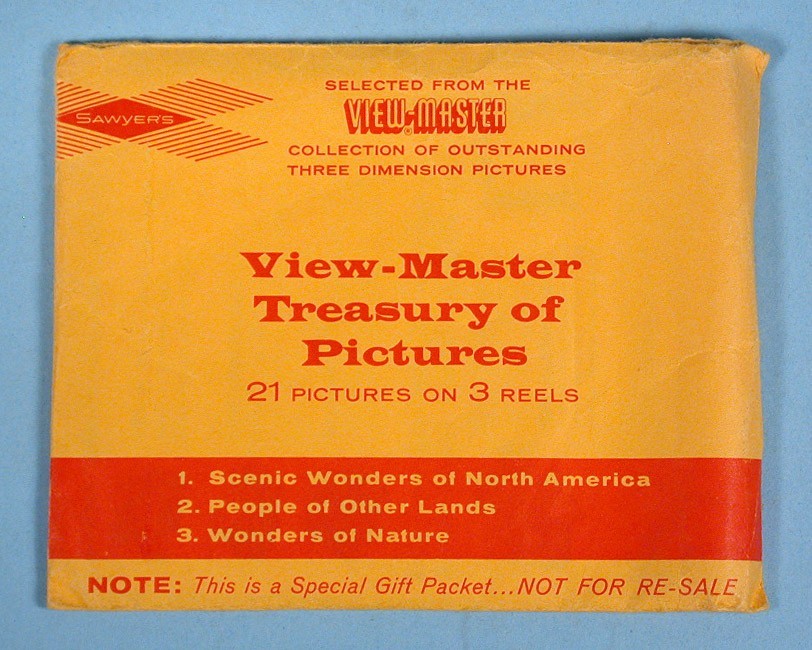 SAWYER'S
SELECTED FROM THE
VIEW-MASTER®
COLLECTION OF OUTSTANDING
THREE DIMENSION PICTURES
View-Master
Treasury of
Pictures
21 PICTURES ON 3 REELS
1. Scenic Wonders of North America
2. People of Other Lands
3. Wonders of Nature
NOTE: This is a Special Gift Packet...NOT FOR RE-SALE